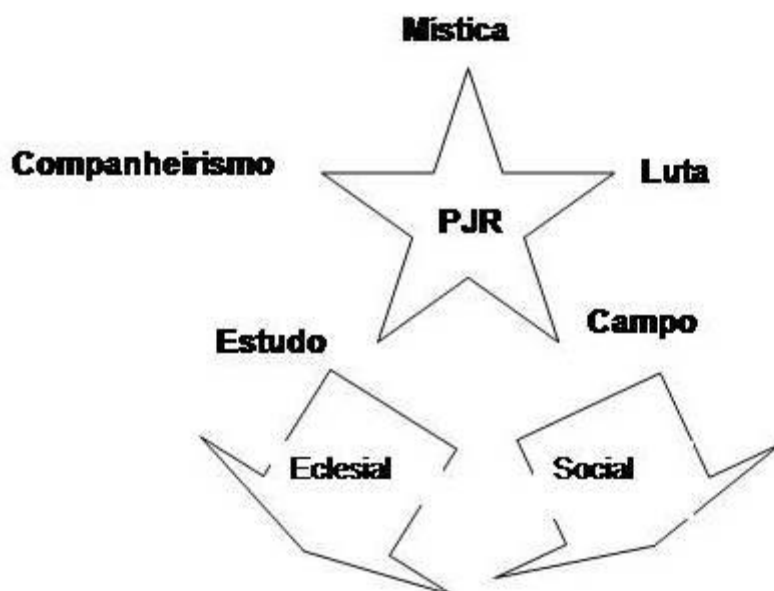 Mística
Companheirismo
Luta
PJR
Estudo
Campo
Eclesial
Social